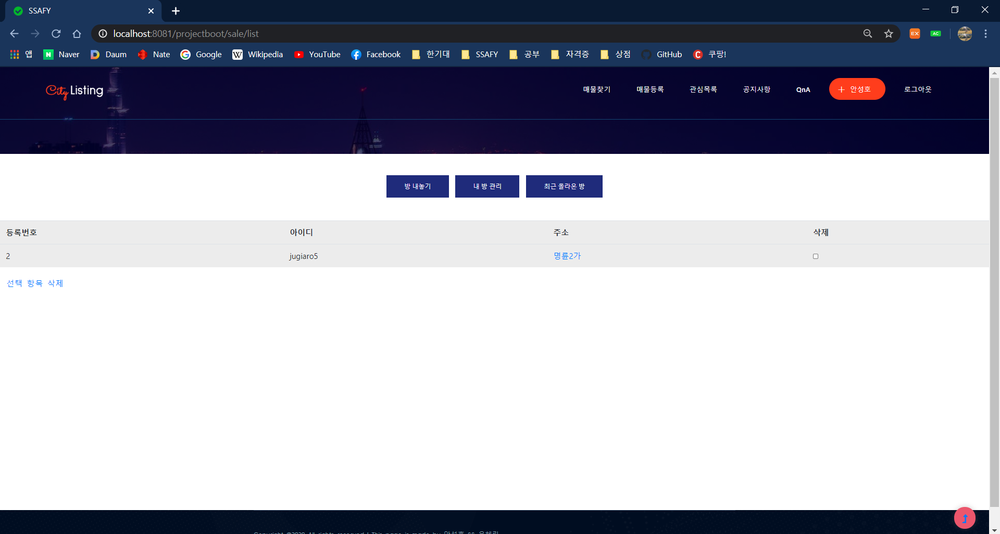 SSAFY
localhost:8081/projectboot/sale/list
EX
AC
앱 Naver Daum Nate Google Wikipedia YouTube Facebook 한기대 SSAFY 공부 자격증 상점 GitHub 쿠팡!
City Listing
매물찾기 매물등록 관심목록 공지사항 QnA + 안성호 로그아웃
방 내놓기 내 방 관리 최근 올라온 방
등록번호 아이디 주소 삭제
2 jugiaro5 명륜2가
선택 항목 삭제
Copyright ©2020 All rights reserved | This page is made by 안성호 &&